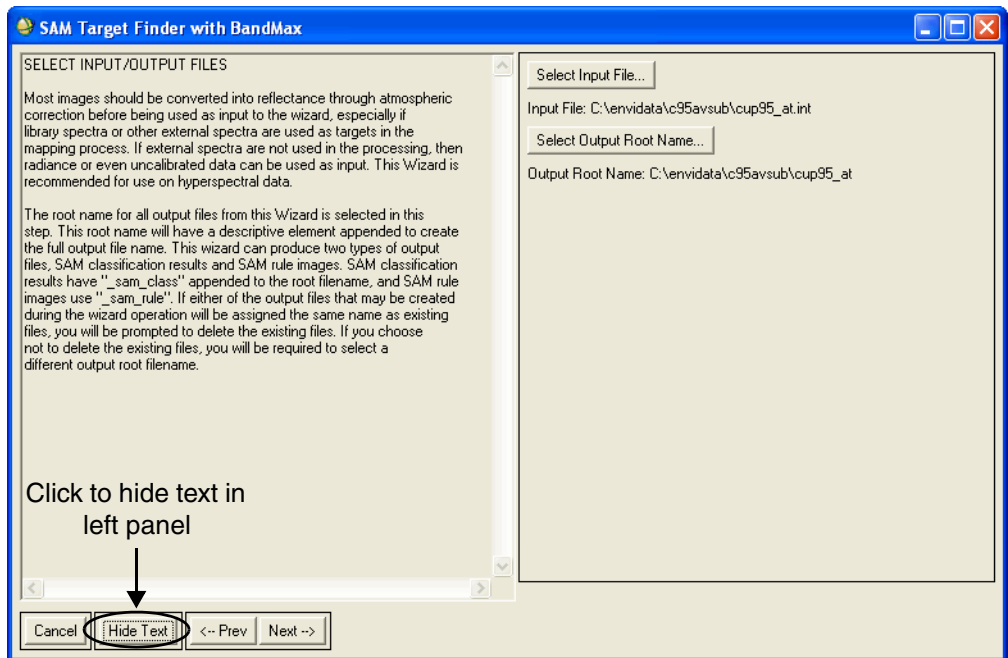 SAM Target Finder with BandMax
SELECT INPUT/OUTPUT FILES
Most images should be converted into reflectance through atmospheric
correction before being used as input to the wizard, especially if
library spectra or other external spectra are used as targets in the
mapping process. If external spectra are not used in the processing, then
radiance or even uncalibrated data can be used as input. This Wizard is
recommended for use on hyperspectral data.
The root name for all output files from this Wizard is selected in this
step. This root name will have a descriptive element appended to create
the full output file name. This wizard can produce two types of output
files, SAM classification results and SAM rule images. SAM classification
results have "_sam_class" appended to the root filename, and SAM rule
images use "_sam_rule". If either of the output files that may be created
during the wizard operation will be assigned the same name as existing
files, you will be prompted to delete the existing files. If you choose
not to delete the existing files, you will be required to select a
different output root filename.
Click to hide text in
left panel
Select Input File...
Input File: C:\envidata\c95avsub\cup95_at.int
Select Output Root Name...
Output Root Name: C:\envidata\c95avsub\cup95_at
Cancel Hide Text <-- Prev Next -->